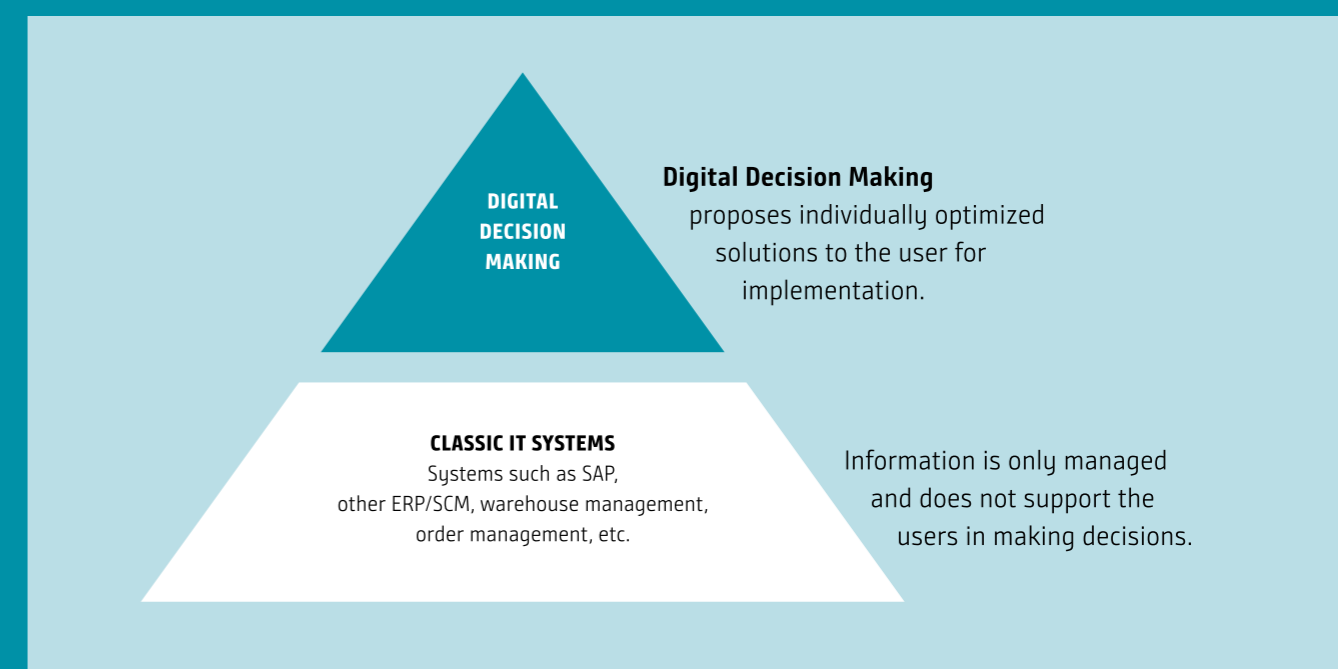 DIGITAL
DECISION
MAKING
Digital Decision Making
proposes individually optimized
solutions to the user for
implementation.
CLASSIC IT SYSTEMS
Systems such as SAP,
other ERP/SCM, warehouse management,
order management, etc.
Information is only managed
and does not support the
users in making decisions.